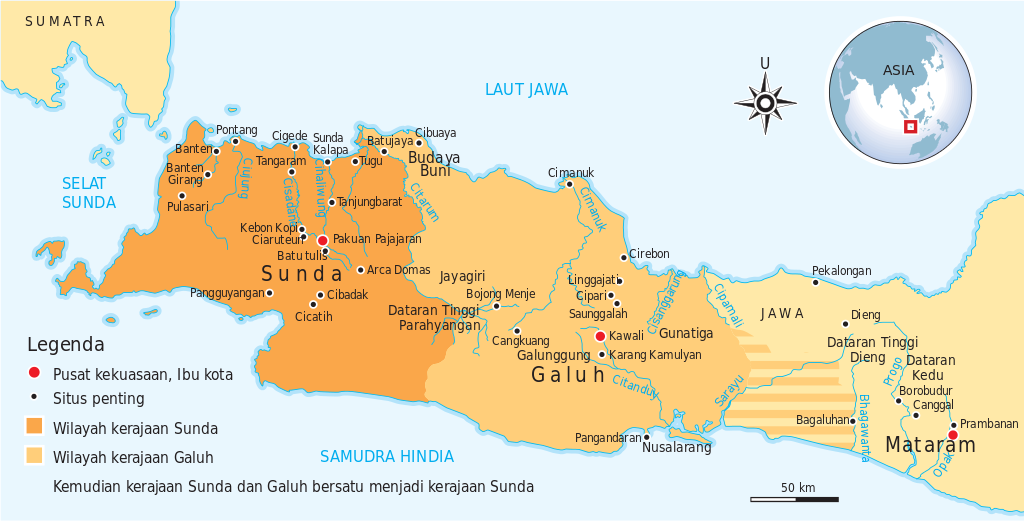 SUMATRA
U
ASIA
LAUT JAWA
SELAT
SUNDA
Pontang
Cigede
Sunda
Kalapa
Batujaya
Cibuaya
Banten
Tangaram
Tugu
Budaya
Buni
Banten
Girang
Ciujung
Cisadane
Cihaliwung
Citarum
Cimanuk
Cimanuk
Pulasari
Tanjungbarat
Kebon Kopi
Ciaruteun
Pakuan Pajajaran
Batu tulis
Sunda
Arca Domas
Cirebon
Jayagiri
Linggajati
Pekalongan
Pangguyangan
Cibadak
Cicatih
Bojong Menje
Cipari
Saunggalah
Cisanggarung
Cipamali
Dataran Tinggi
Parahyangan
JAWA
Dieng
Cangkuang
Kawali
Gunatiga
Galunggung
Karang Kamulyan
Dataran Tinggi
Dieng
Galuh
Citanduy
Sarayu
Progo
Dataran
Kedu
Borobudur
Canggal
Bagaluhan
Bhagawanta
Prambanan
Mataram
Opak
Pangandaran
Nusalarang
SAMUDRA HINDIA
50 km
Legenda
Pusat kekuasaan, Ibu kota
Situs penting
Wilayah kerajaan Sunda
Wilayah kerajaan Galuh
Kemudian kerajaan Sunda dan Galuh bersatu menjadi kerajaan Sunda